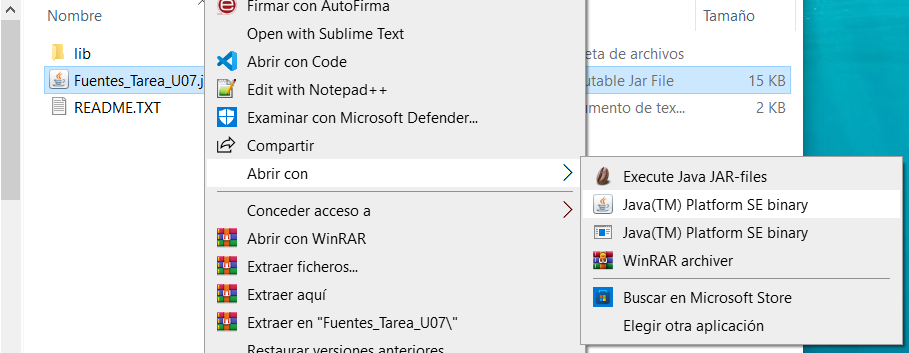 Nombre
Tamaño
lib
eta de archivos
Fuentes_Tarea_U07.j
utable Jar File
15 KB
README.TXT
umento de tex...
2 KB
Firmar con AutoFirma
Open with Sublime Text
Abrir con Code
Edit with Notepad++
Examinar con Microsoft Defender...
Compartir
Abrir con
Conceder acceso a
Abrir con WinRAR
Extraer ficheros...
Extraer aquí
Extraer en "Fuentes_Tarea_U07\"
Restaurar versiones anteriores
Execute Java JAR-files
Java(TM) Platform SE binary
Java(TM) Platform SE binary
WinRAR archiver
Buscar en Microsoft Store
Elegir otra aplicación